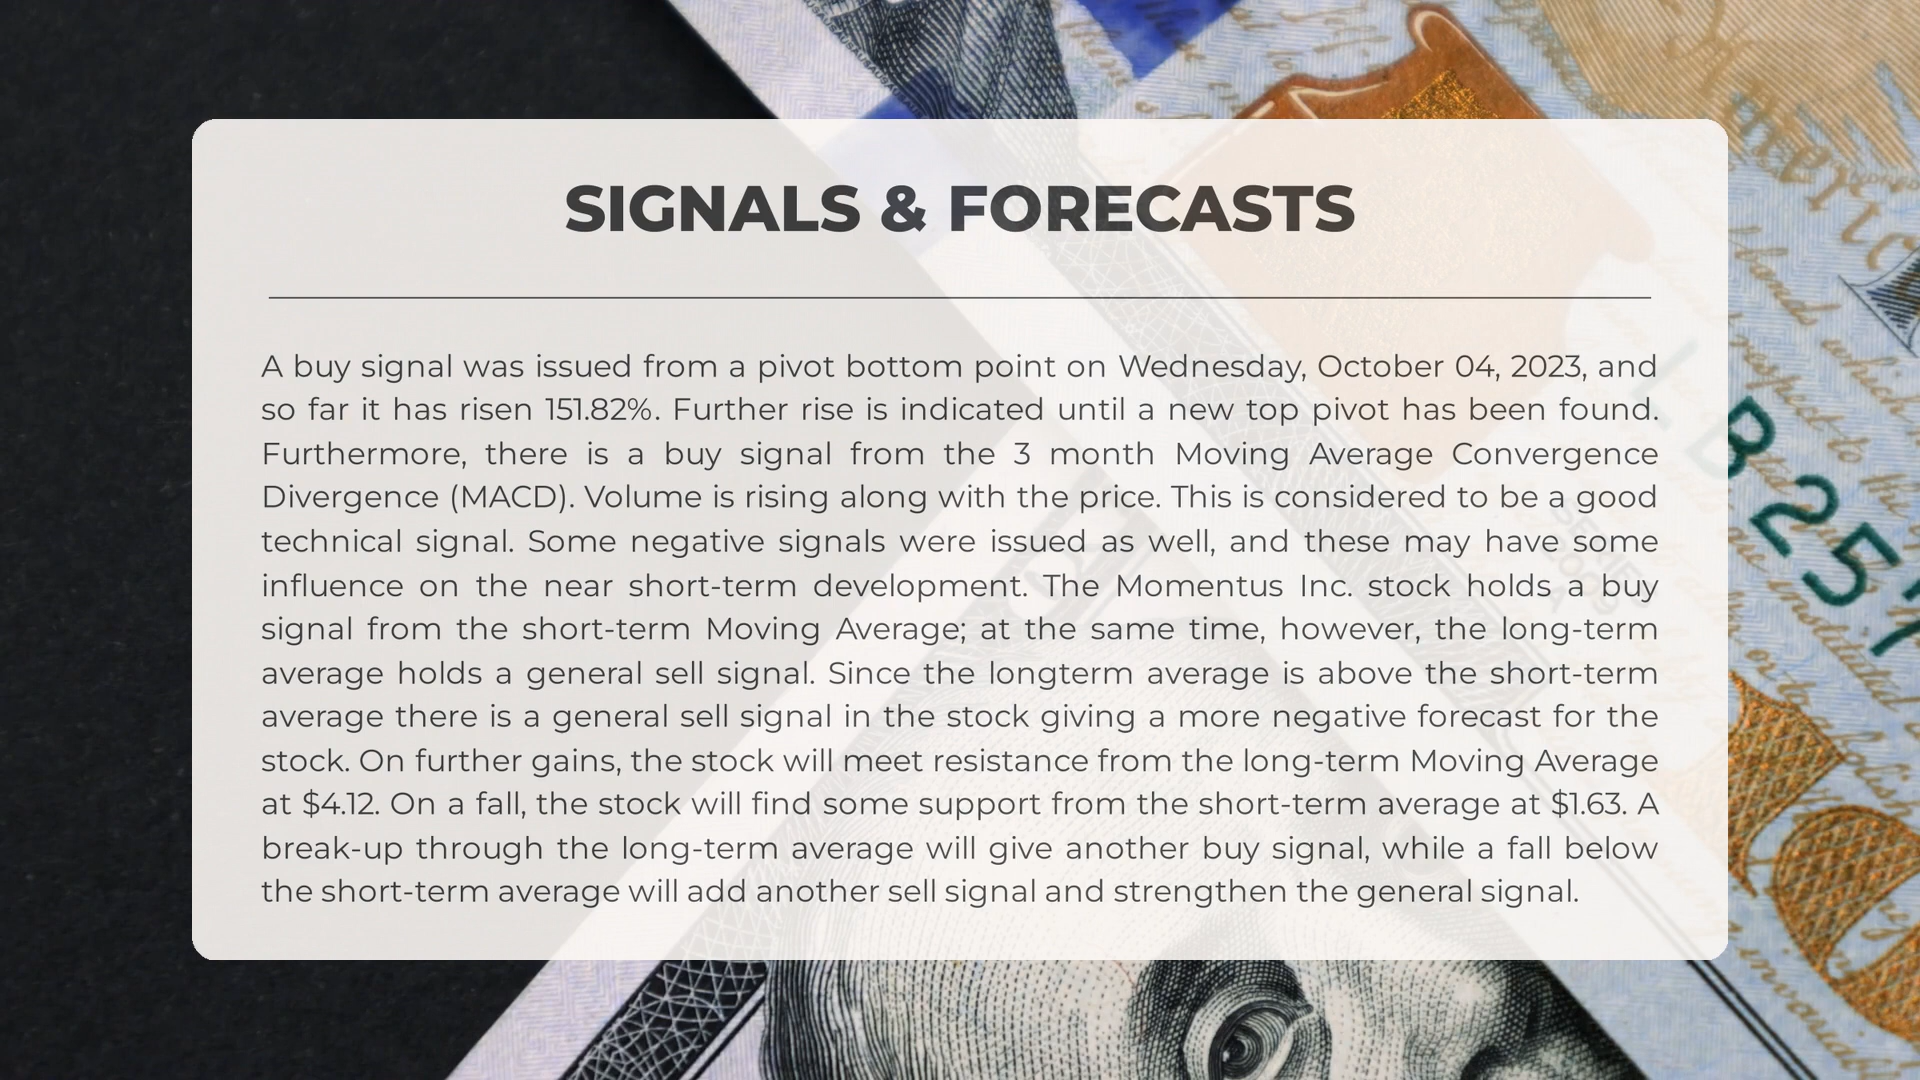 SIGNALS & FORECASTS
A buy signal was issued from a pivot bottom point on Wednesday, October 04, 2023, and
so far it has risen 151.82%. Further rise is indicated until a new top pivot has been found.
Furthermore, there is a buy signal from the 3 month Moving Average Convergence
Divergence (MACD). Volume is rising along with the price. This is considered to be a good
technical signal. Some negative signals were issued as well, and these may have some
influence on the near short-term development. The Momentus Inc. stock holds a buy
signal from the short-term Moving Average; at the same time, however, the long-term
average holds a general sell signal. Since the longterm average is above the short-term
average there is a general sell signal in the stock giving a more negative forecast for the
stock. On further gains, the stock will meet resistance from the long-term Moving Average
at $4.12. On a fall, the stock will find some support from the short-term average at $1.63. A
break-up through the long-term average will give another buy signal, while a fall below
the short-term average will add another sell signal and strengthen the general signal.
L B 25